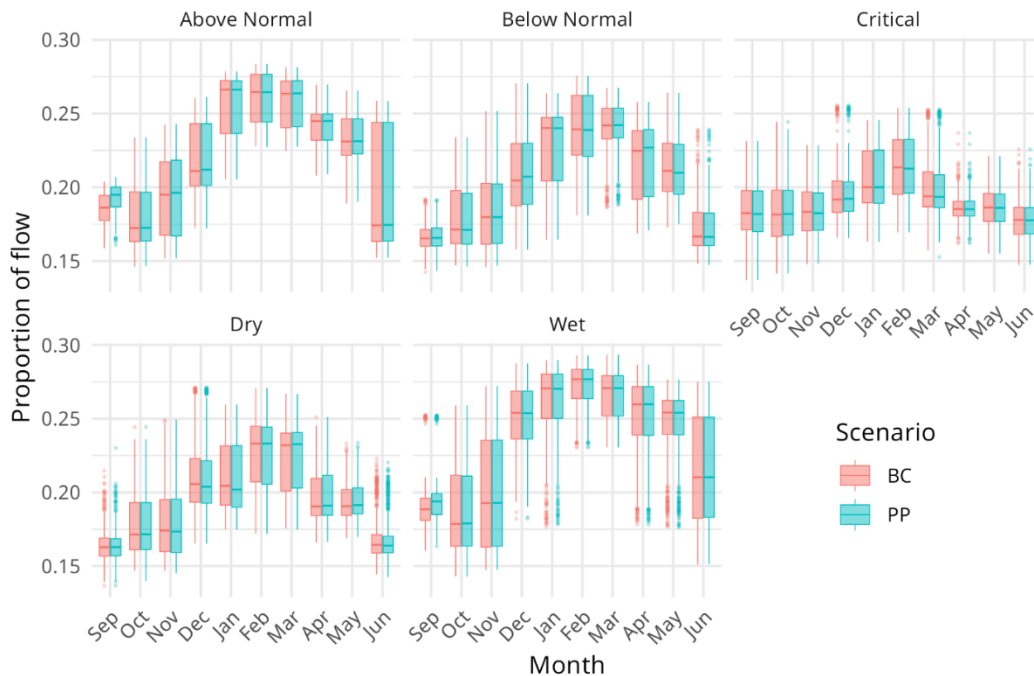 Above Normal
Below Normal
Critical
0.30
0.25
0.20
0.15
Sep Oct Nov Dec Jan Feb Mar Apr May Jun
Dry
Wet
0.30
0.25
0.20
0.15
Sep Oct Nov Dec Jan Feb Mar Apr May Jun
Sep Oct Nov Dec Jan Feb Mar Apr May Jun
Proportion of flow
Month
Scenario
BC
PP